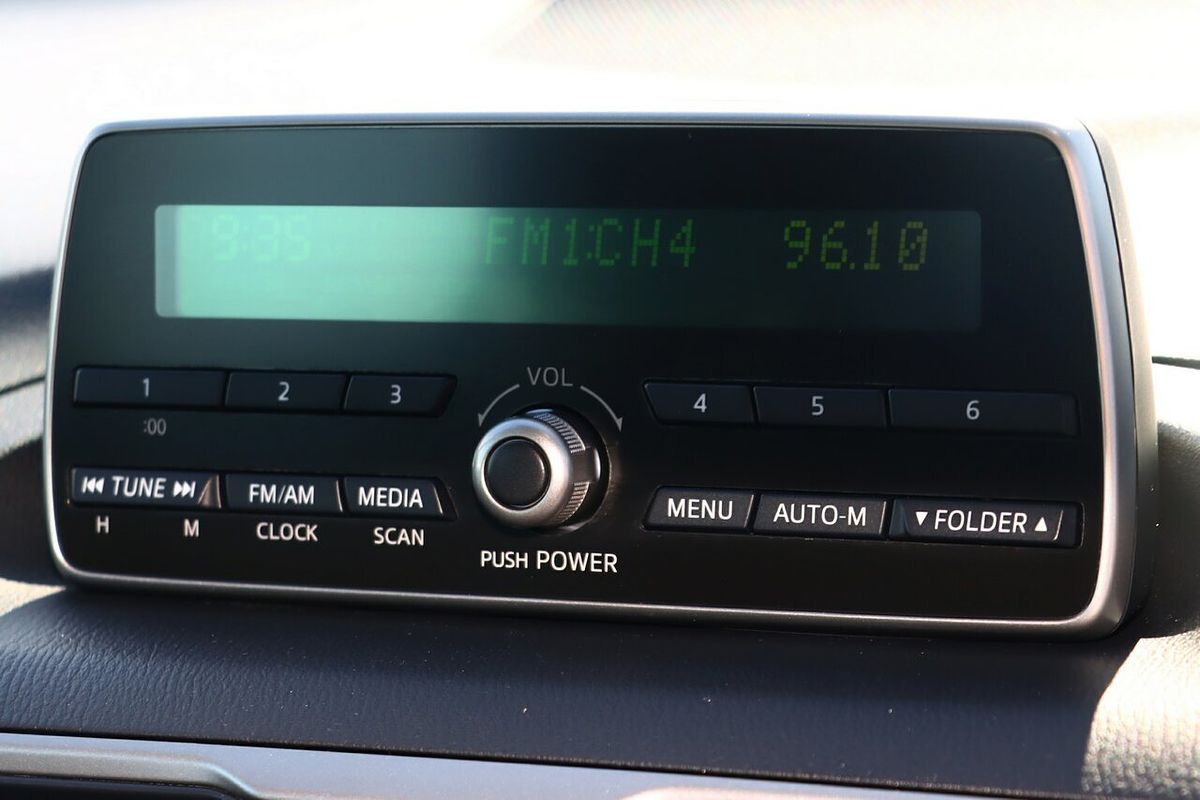 9:35 FM1:CH4 96.10
VOL
1 2 3 4 5 6
:00
TUNE FM/AM MEDIA MENU AUTO-M FOLDER
H M CLOCK SCAN
PUSH POWER